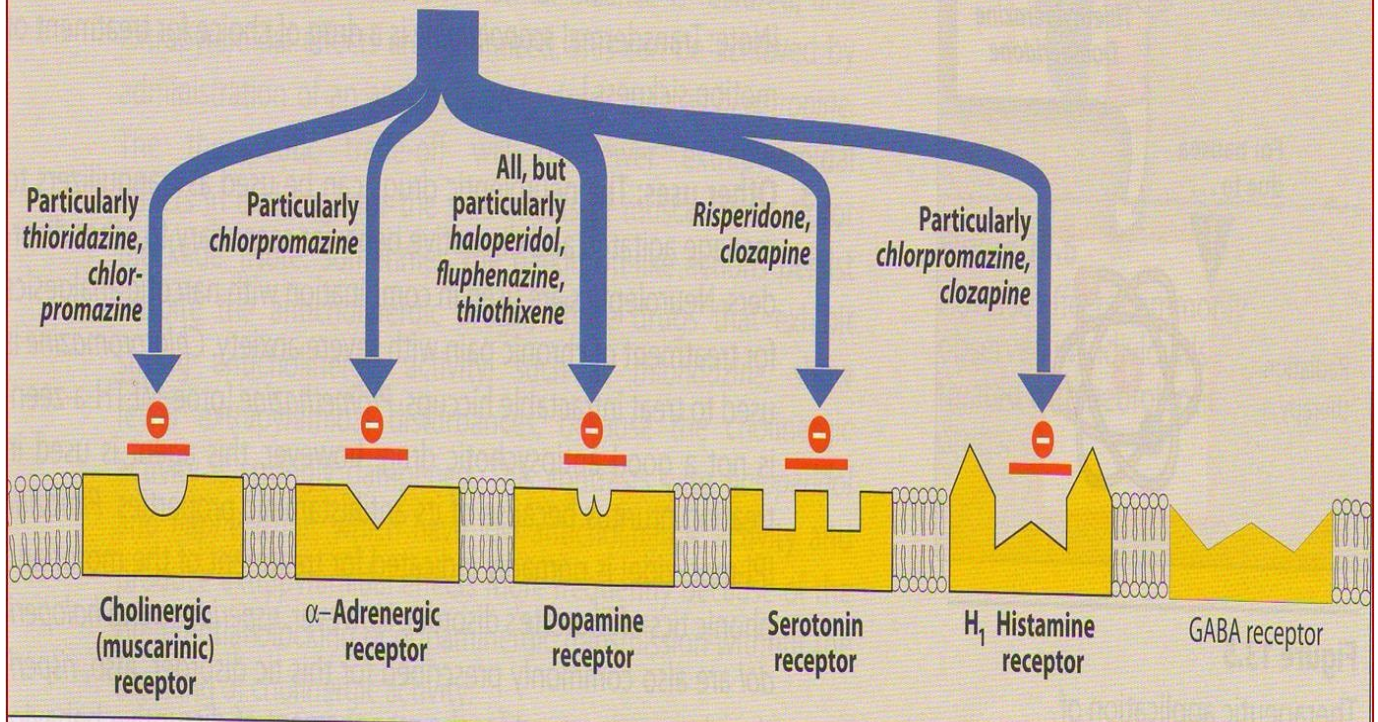 Particularly
thioridazine,
chlor-
promazine
Particularly
chlorpromazine
All, but
particularly
haloperidol,
fluphenazine,
thiothixene
Risperidone,
clozapine
Particularly
chlorpromazine,
clozapine
Cholinergic
(muscarinic)
receptor
α–Adrenergic
receptor
Dopamine
receptor
Serotonin
receptor
H₁ Histamine
receptor
GABA receptor